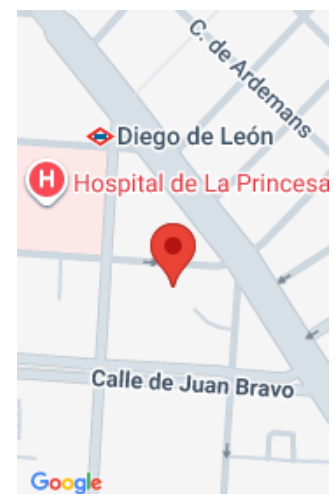 C. de Ardemans
Diego de León
H
Hospital de La Princesa
Calle de Juan Bravo
Google